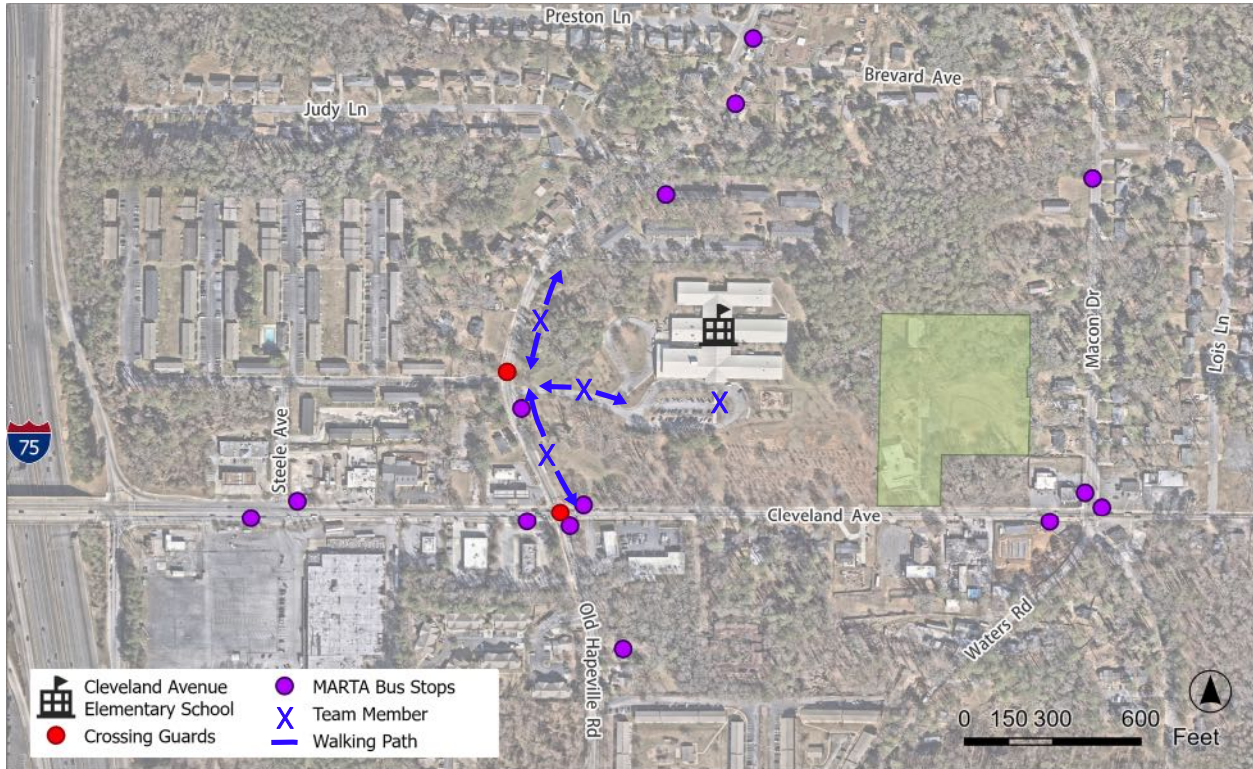 Preston Ln
Brevard Ave
Judy Ln
Macon Dr
Lois Ln
X
X
X
X
75
Steele Ave
Cleveland Ave
Old Hapeville Rd
Waters Rd
Cleveland Avenue
Elementary School
Crossing Guards
MARTA Bus Stops
X Team Member
Walking Path
0 150 300 600
Feet